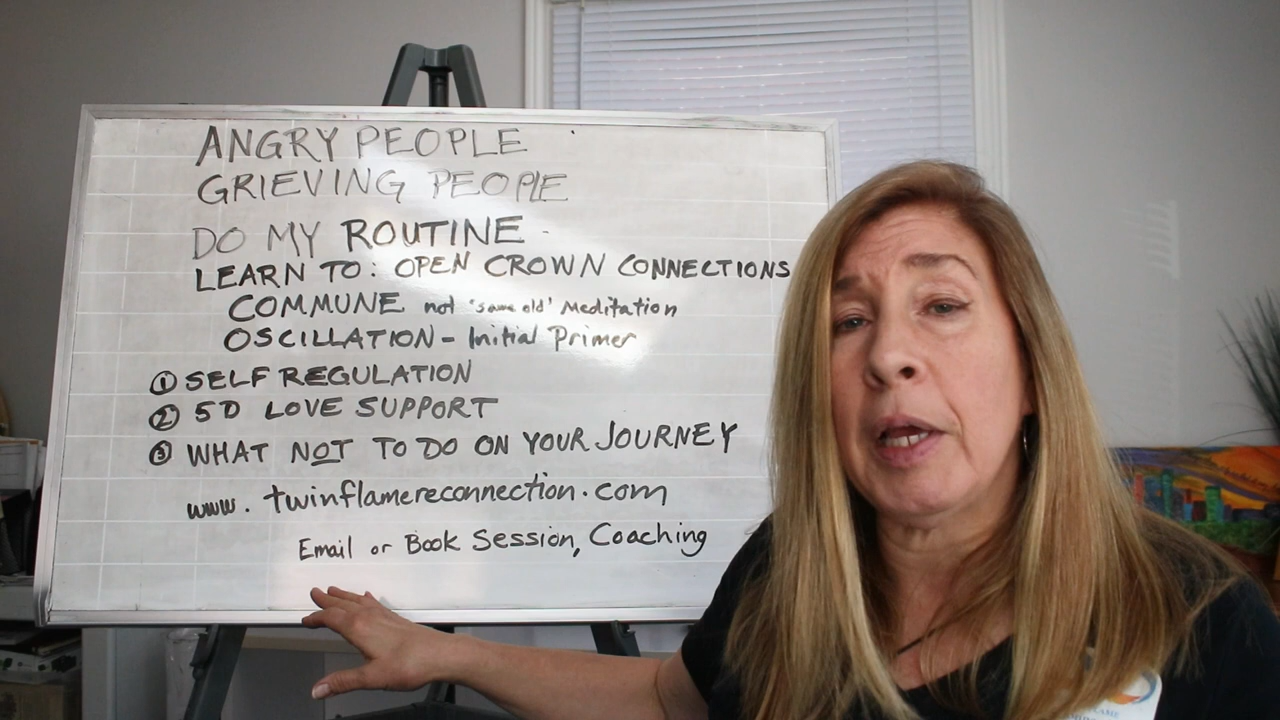 ANGRY PEOPLE
GRIEVING PEOPLE
DO MY ROUTINE
LEARN TO: OPEN CROWN CONNECTIONS
COMMUNE not 'same old' Meditation
OSCILLATION - Initial Primer
① SELF REGULATION
② 5D LOVE SUPPORT
③ WHAT NOT TO DO ON YOUR JOURNEY
www. twinflamereconnection.com
Email or Book Session, Coaching